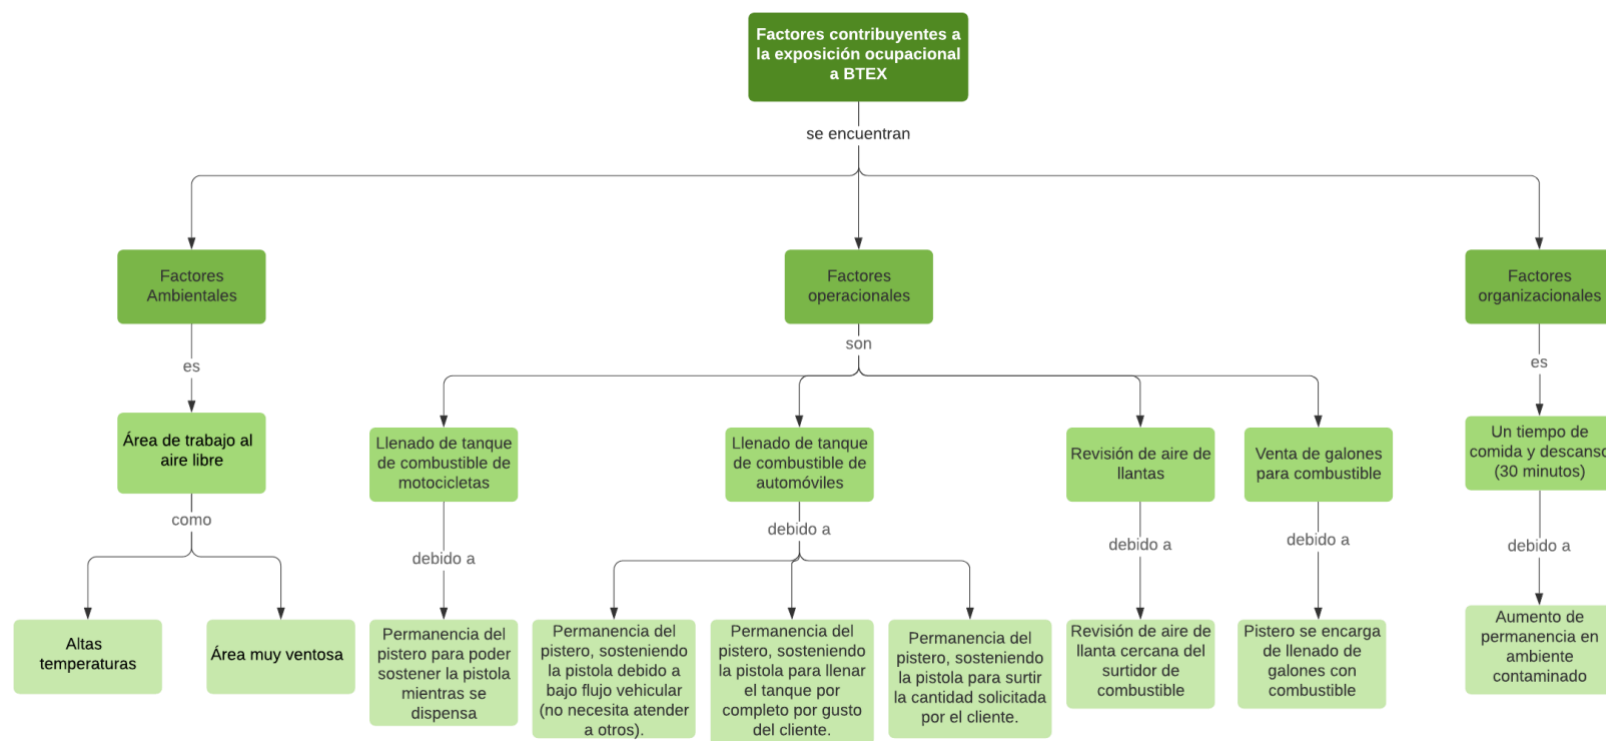 Factores contribuyentes a
la exposición ocupacional
a BTEX
se encuentran
Factores
Ambientales
Factores
operacionales
Factores
organizacionales
es
son
es
Área de trabajo al
aire libre
Llenado de tanque
de combustible de
motocicletas
Llenado de tanque
de combustible de
automóviles
Revisión de aire de
llantas
Venta de galones
para combustible
Un tiempo de
comida y descanso
(30 minutos)
como
debido a
debido a
debido a
debido a
debido a
Altas
temperaturas
Área muy ventosa
Permanencia del
pistero para poder
sostener la pistola
mientras se
dispensa
Permanencia del
pistero, sosteniendo
la pistola debido a
bajo flujo vehicular
(no necesita atender
a otros).
Permanencia del
pistero, sosteniendo
la pistola para llenar
el tanque por
completo por gusto
del cliente.
Permanencia del
pistero, sosteniendo
la pistola para surtir
la cantidad solicitada
por el cliente.
Revisión de aire de
llanta cercana del
surtidor de
combustible
Pistero se encarga
de llenado de
galones con
combustible
Aumento de
permanencia en
ambiente
contaminado